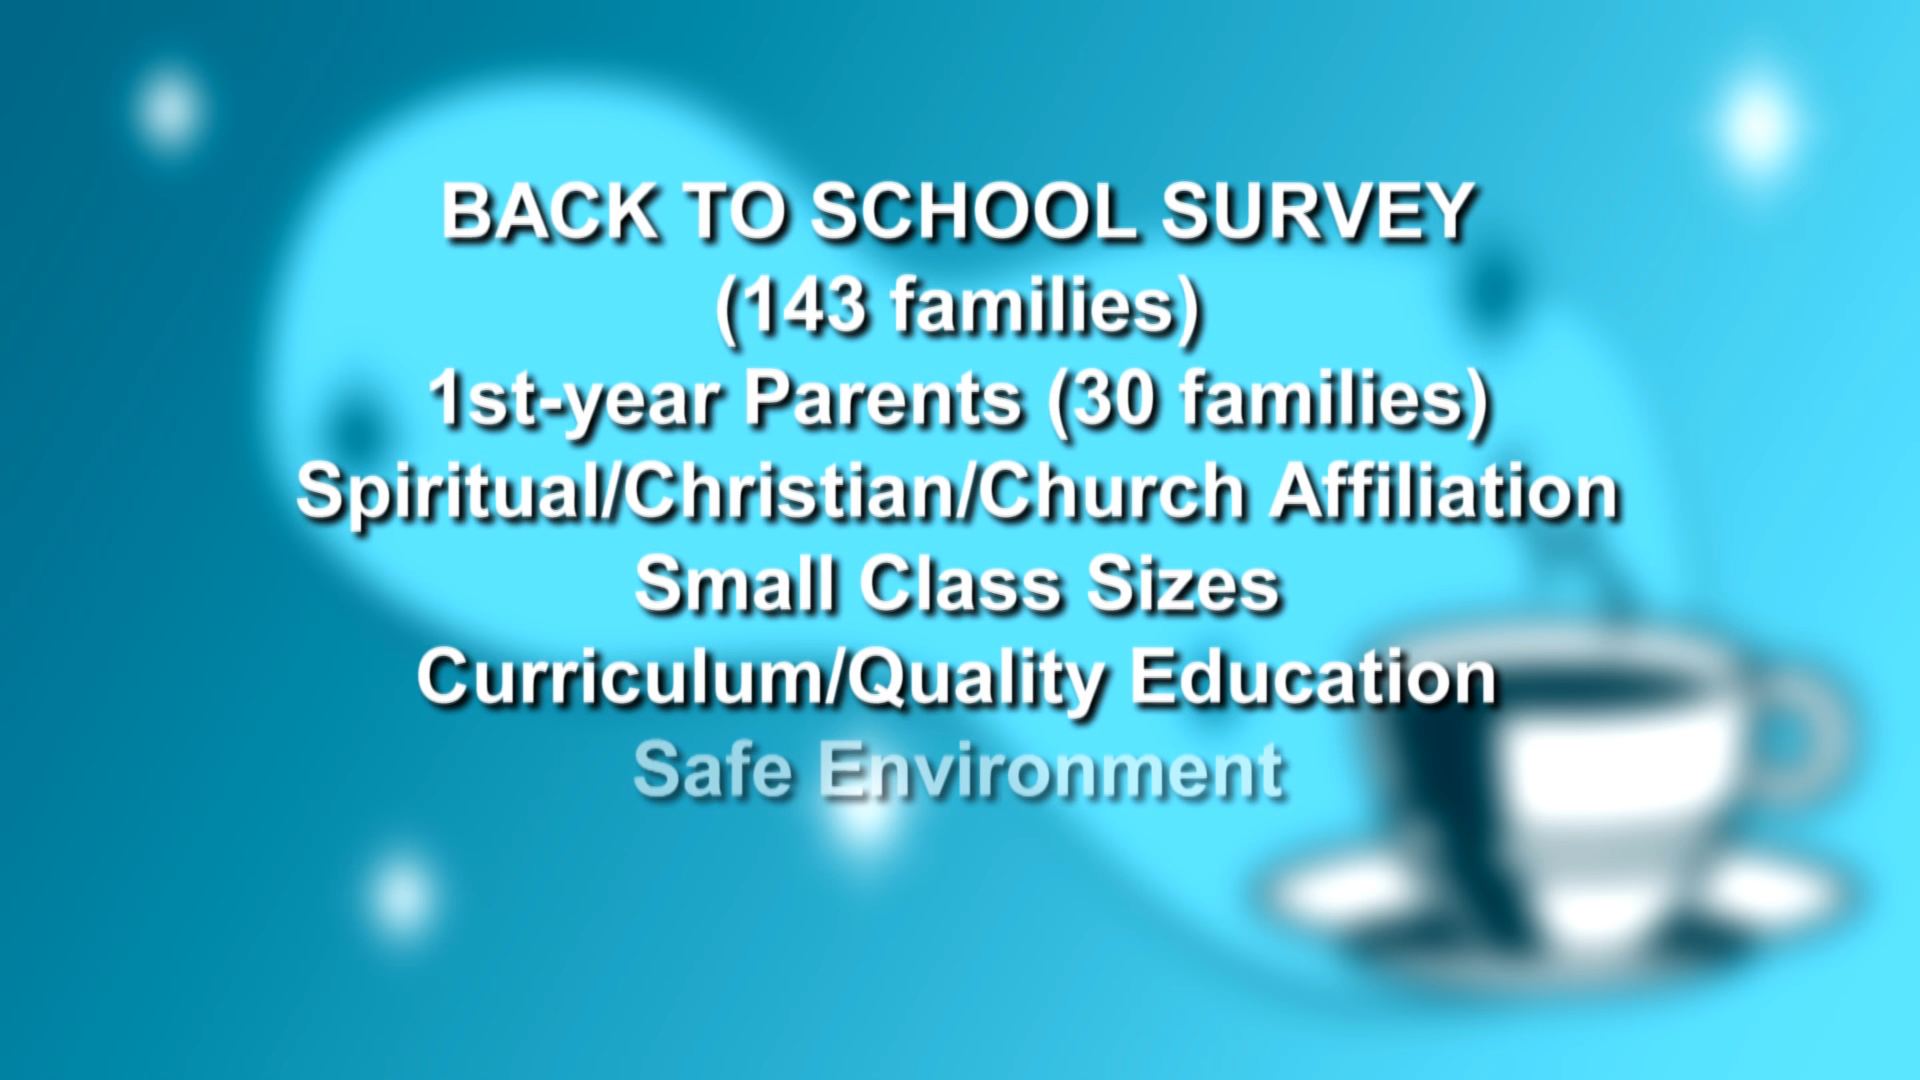 BACK TO SCHOOL SURVEY
(143 families)
1st-year Parents (30 families)
Spiritual/Christian/Church Affiliation
Small Class Sizes
Curriculum/Quality Education
Safe Environment